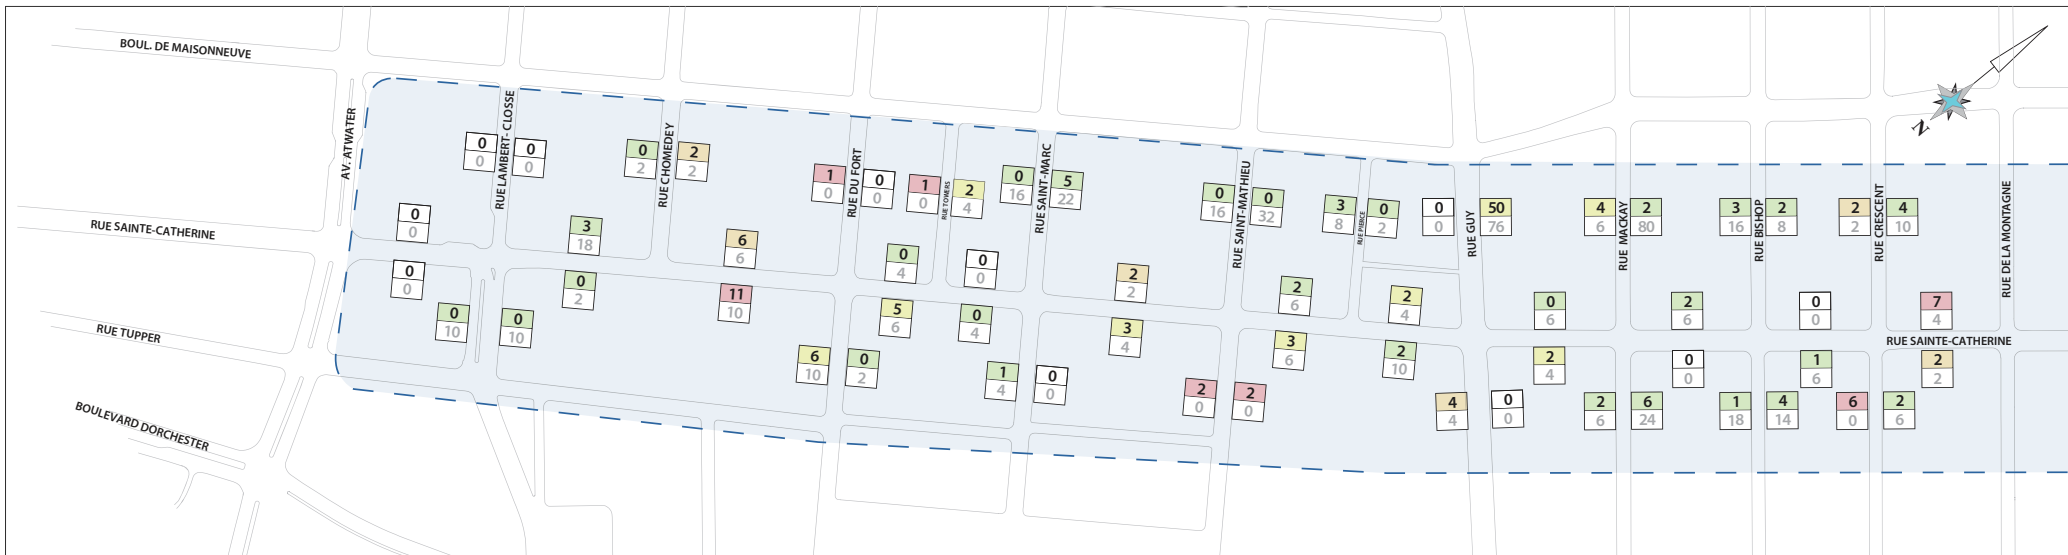 BOUL. DE MAISONNEUVE
AV. ATWATER
RUE LAMBERT- CLOSSE
RUE CHOMEDEY
RUE DU FORT
RUE TOWERS
RUE SAINT-MARC
RUE SAINT-MATHIEU
RUE PIERCE
RUE GUY
RUE MACKAY
RUE BISHOP
RUE CRESCENT
RUE DE LA MONTAGNE
N
0 0 0 2 1 0 1 2 0 5 0 0 3 0 0 50 4 2 3 2 2 4
0 0 2 2 0 0 0 4 16 22 16 32 8 2 0 76 6 80 16 8 2 10
RUE SAINTE-CATHERINE
0 3 6 0 0 2 2 2 0 2 0 7
0 18 6 4 0 2 6 4 6 6 0 4
RUE SAINTE-CATHERINE
0 0 11 5 0 3 3 2 2 0 1 2
0 2 10 6 4 4 6 10 4 0 6 2
RUE TUPPER
0 0 6 0 1 0 2 2 4 0 2 6 1 4 6 2
10 10 10 2 4 0 0 0 4 0 6 24 18 14 0 6
BOULEVARD DORCHESTER